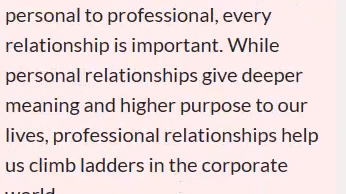 personal to professional, every
relationship is important. While
personal relationships give deeper
meaning and higher purpose to our
lives, professional relationships help
us climb ladders in the corporate